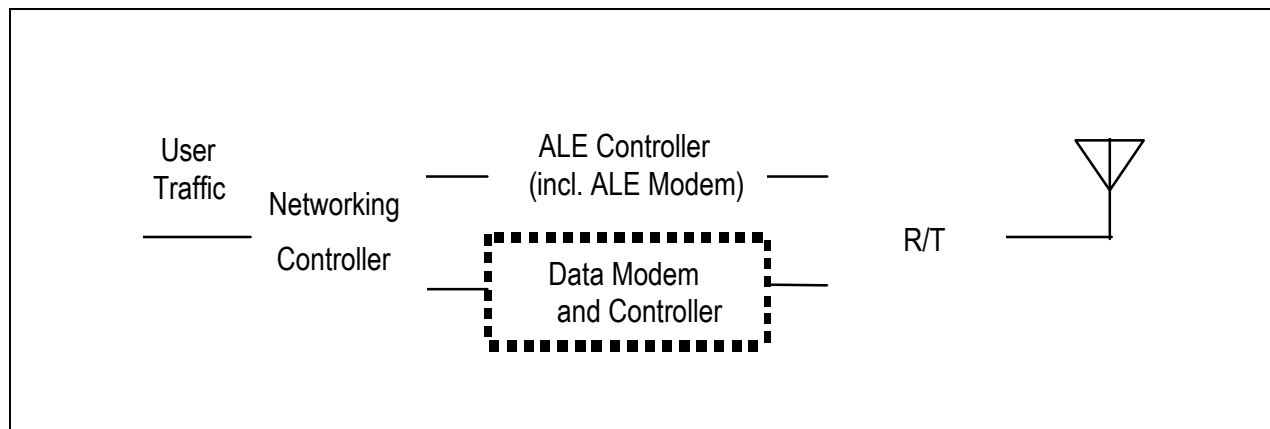 User
Traffic
Networking
Controller
ALE Controller
(incl. ALE Modem)
Data Modem
and Controller
R/T